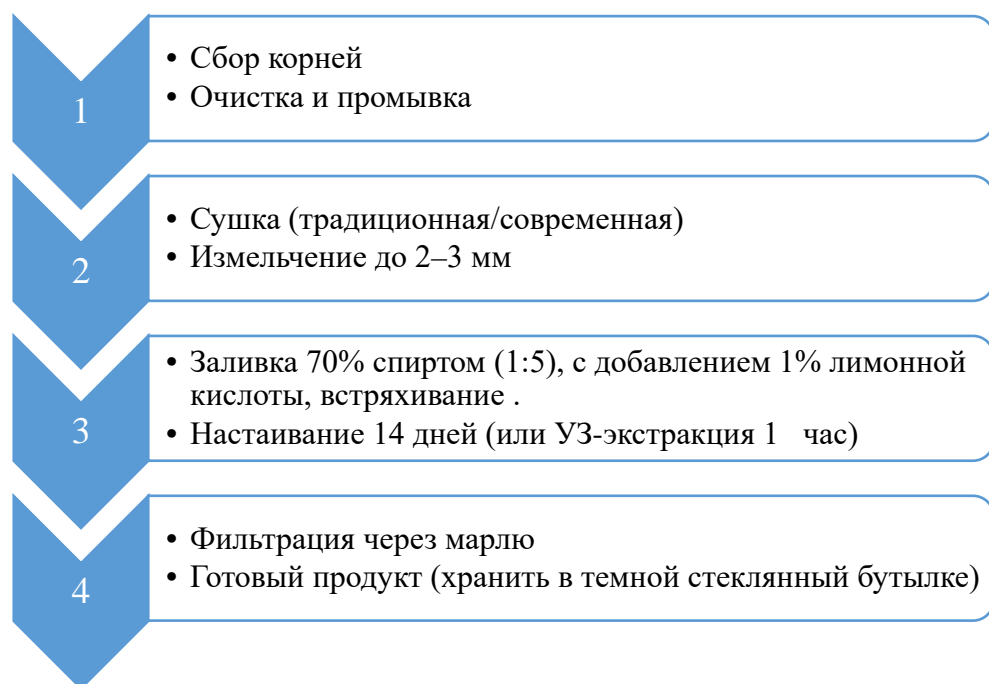 1
• Сбор корней
• Очистка и промывка
2
• Сушка (традиционная/современная)
• Измельчение до 2–3 мм
3
• Заливка 70% спиртом (1:5), с добавлением 1% лимонной
кислоты, встряхивание .
• Настаивание 14 дней (или УЗ-экстракция 1 час)
4
• Фильтрация через марлю
• Готовый продукт (хранить в темной стеклянный бутылке)